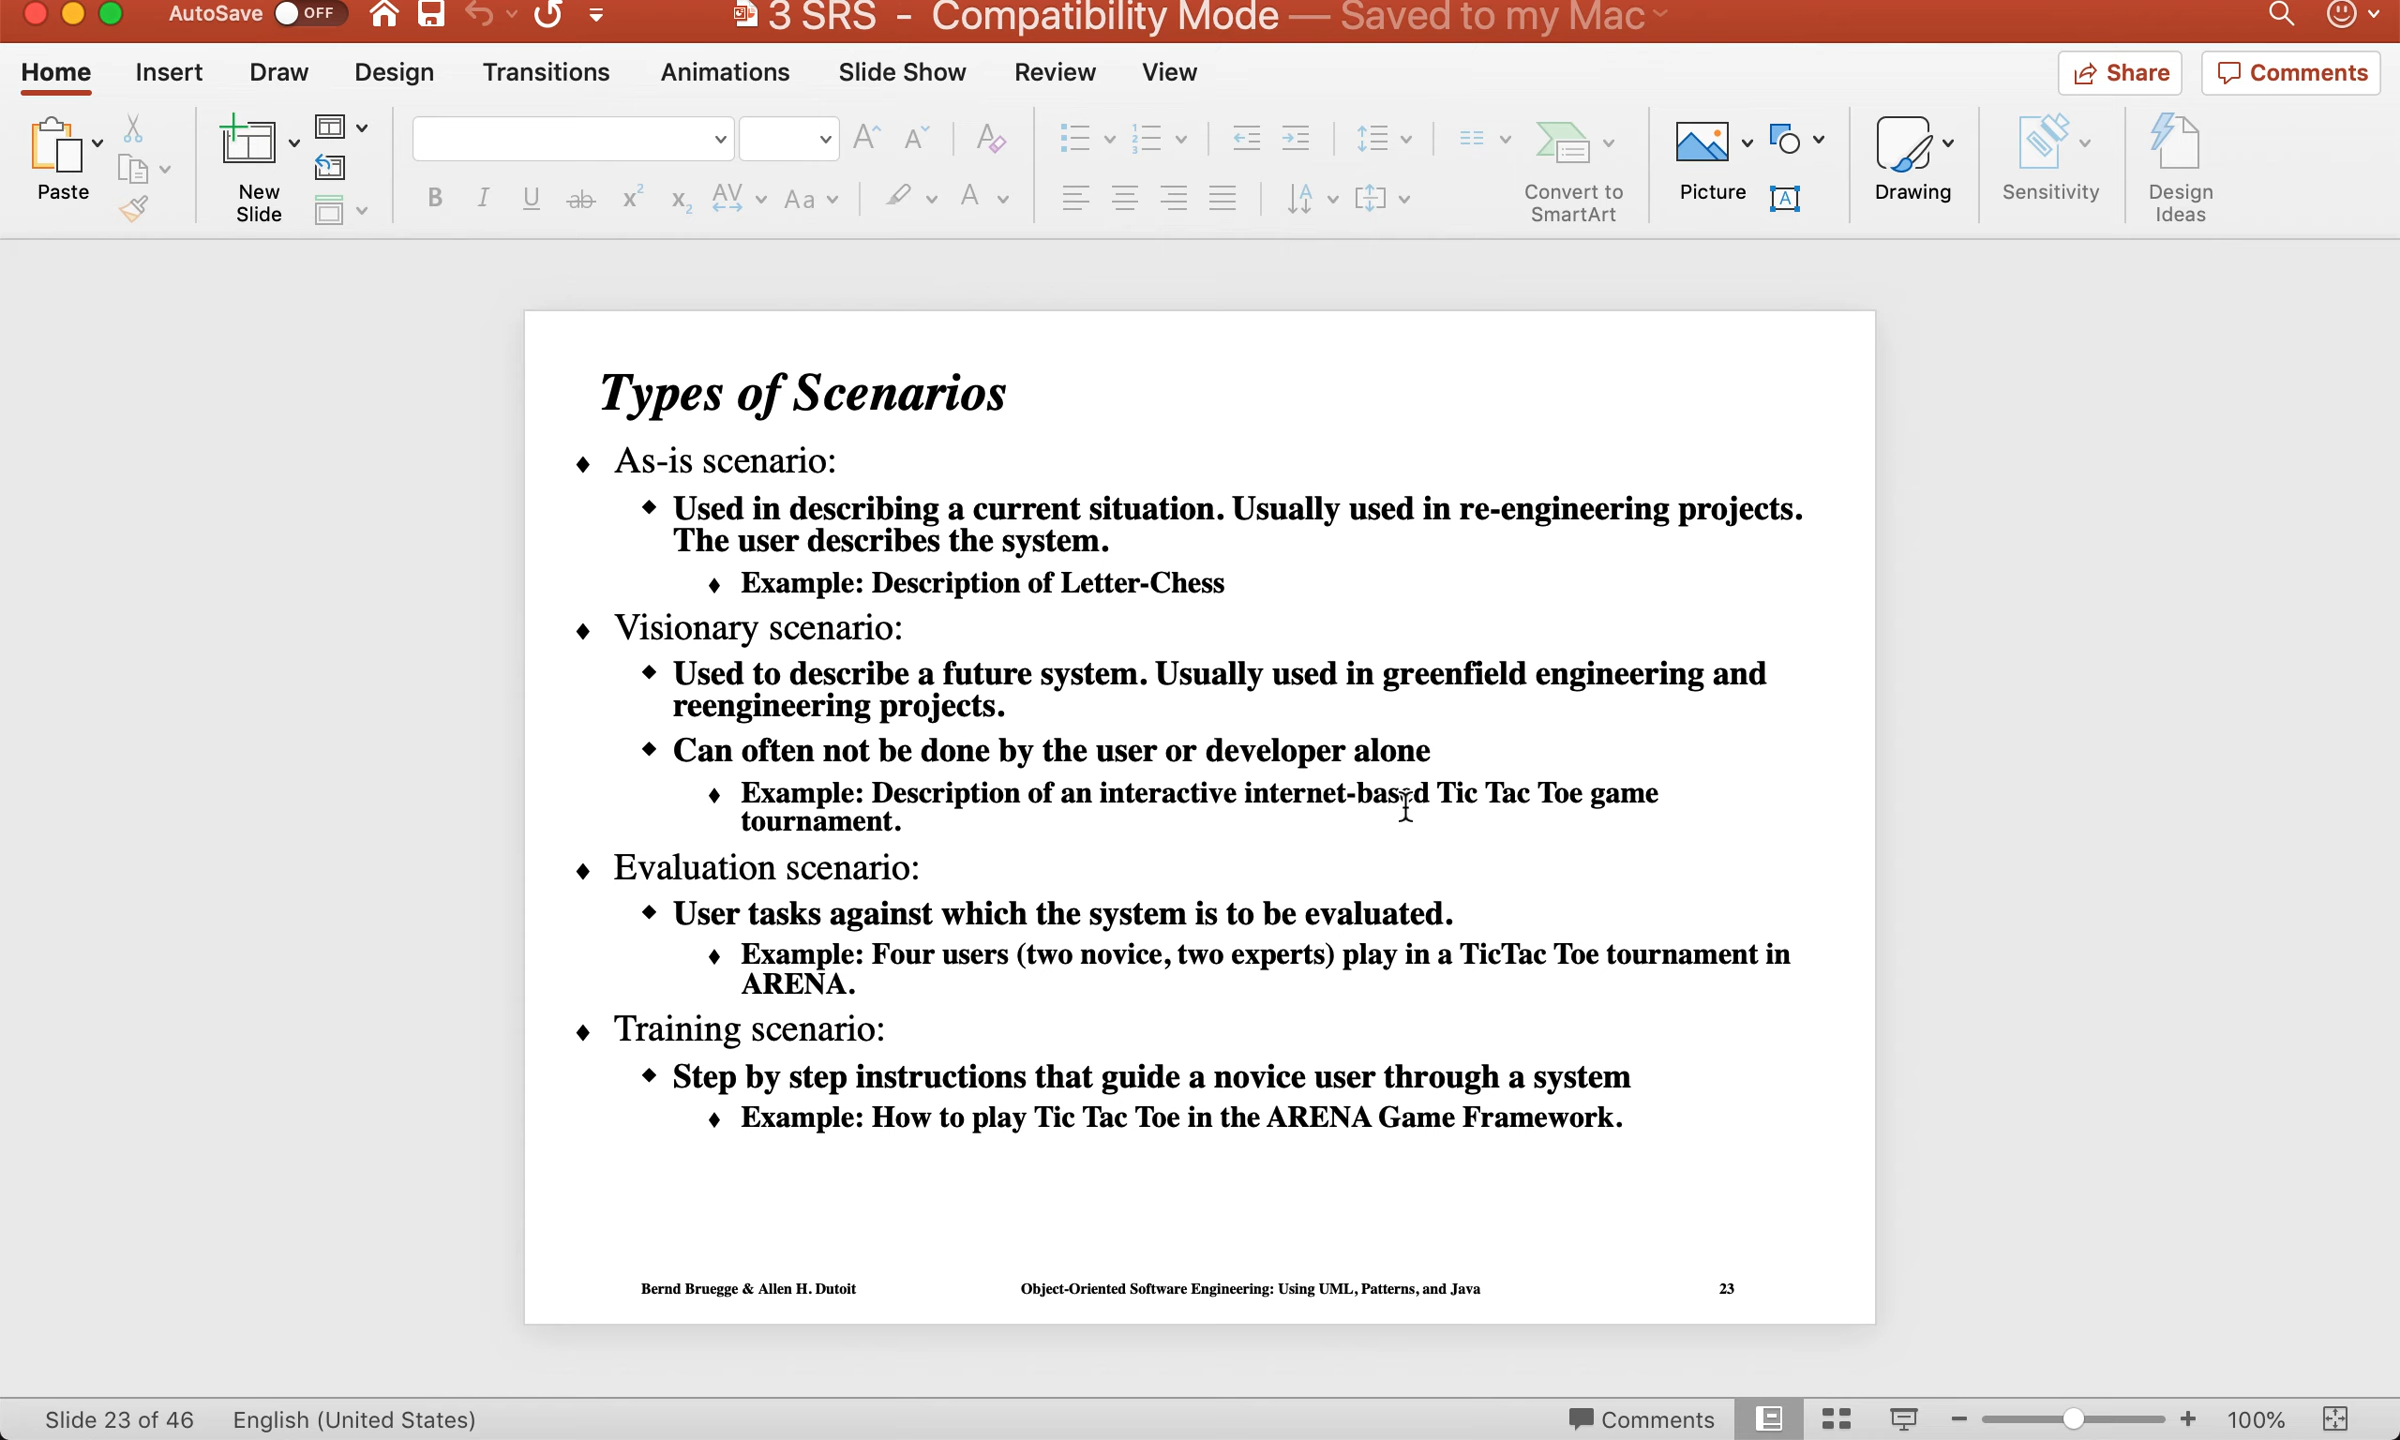 AutoSave OFF 3 SRS - Compatibility Mode — Saved to my Mac
Home Insert Draw Design Transitions Animations Slide Show Review View Share Comments
Paste
New
Slide
Convert to
SmartArt
Picture
Drawing
Sensitivity
Design
Ideas
Types of Scenarios
♦ As-is scenario:
◆ Used in describing a current situation. Usually used in re-engineering projects.
The user describes the system.
♦ Example: Description of Letter-Chess
♦ Visionary scenario:
◆ Used to describe a future system. Usually used in greenfield engineering and
reengineering projects.
◆ Can often not be done by the user or developer alone
♦ Example: Description of an interactive internet-based Tic Tac Toe game
tournament.
♦ Evaluation scenario:
◆ User tasks against which the system is to be evaluated.
♦ Example: Four users (two novice, two experts) play in a TicTac Toe tournament in
ARENA.
♦ Training scenario:
◆ Step by step instructions that guide a novice user through a system
♦ Example: How to play Tic Tac Toe in the ARENA Game Framework.
Bernd Bruegge & Allen H. Dutoit Object-Oriented Software Engineering: Using UML, Patterns, and Java 23
Slide 23 of 46 English (United States) Comments 100%